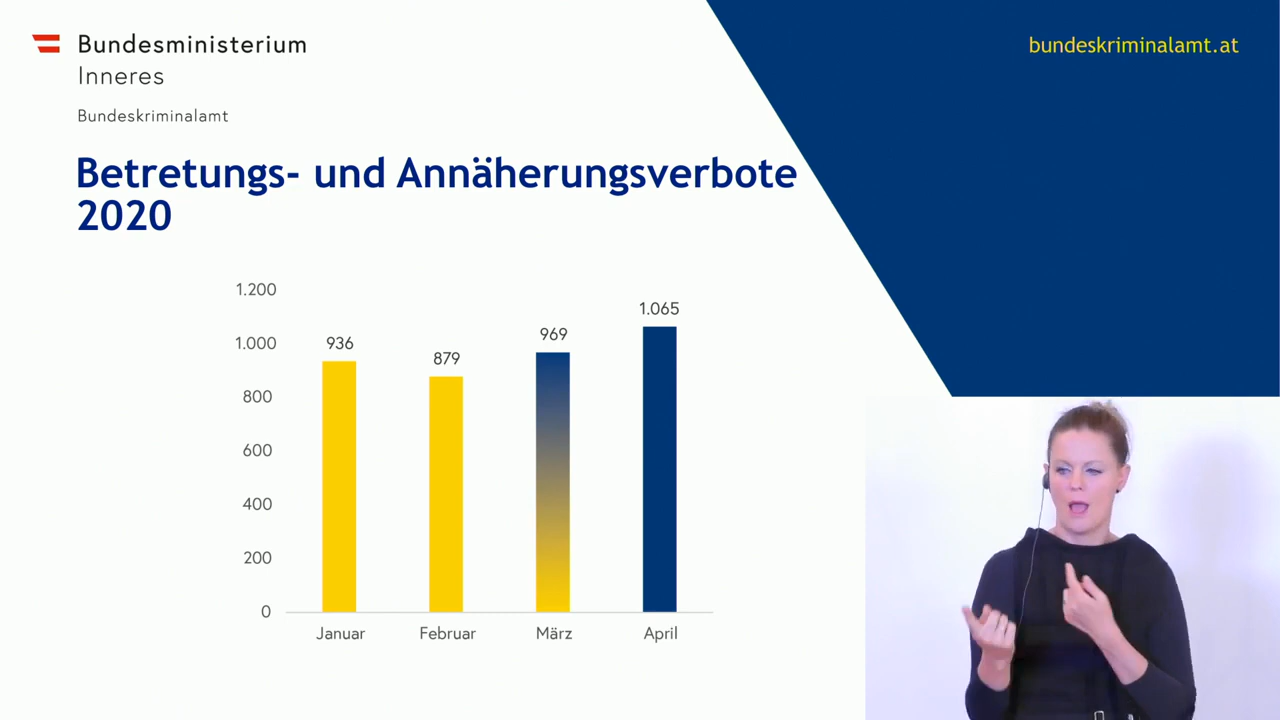 Bundesministerium
Inneres
Bundeskriminalamt
bundeskriminalamt.at
Betretungs- und Annäherungsverbote
2020
1.200
1.000
800
600
400
200
0
936
879
969
1.065
Januar
Februar
März
April